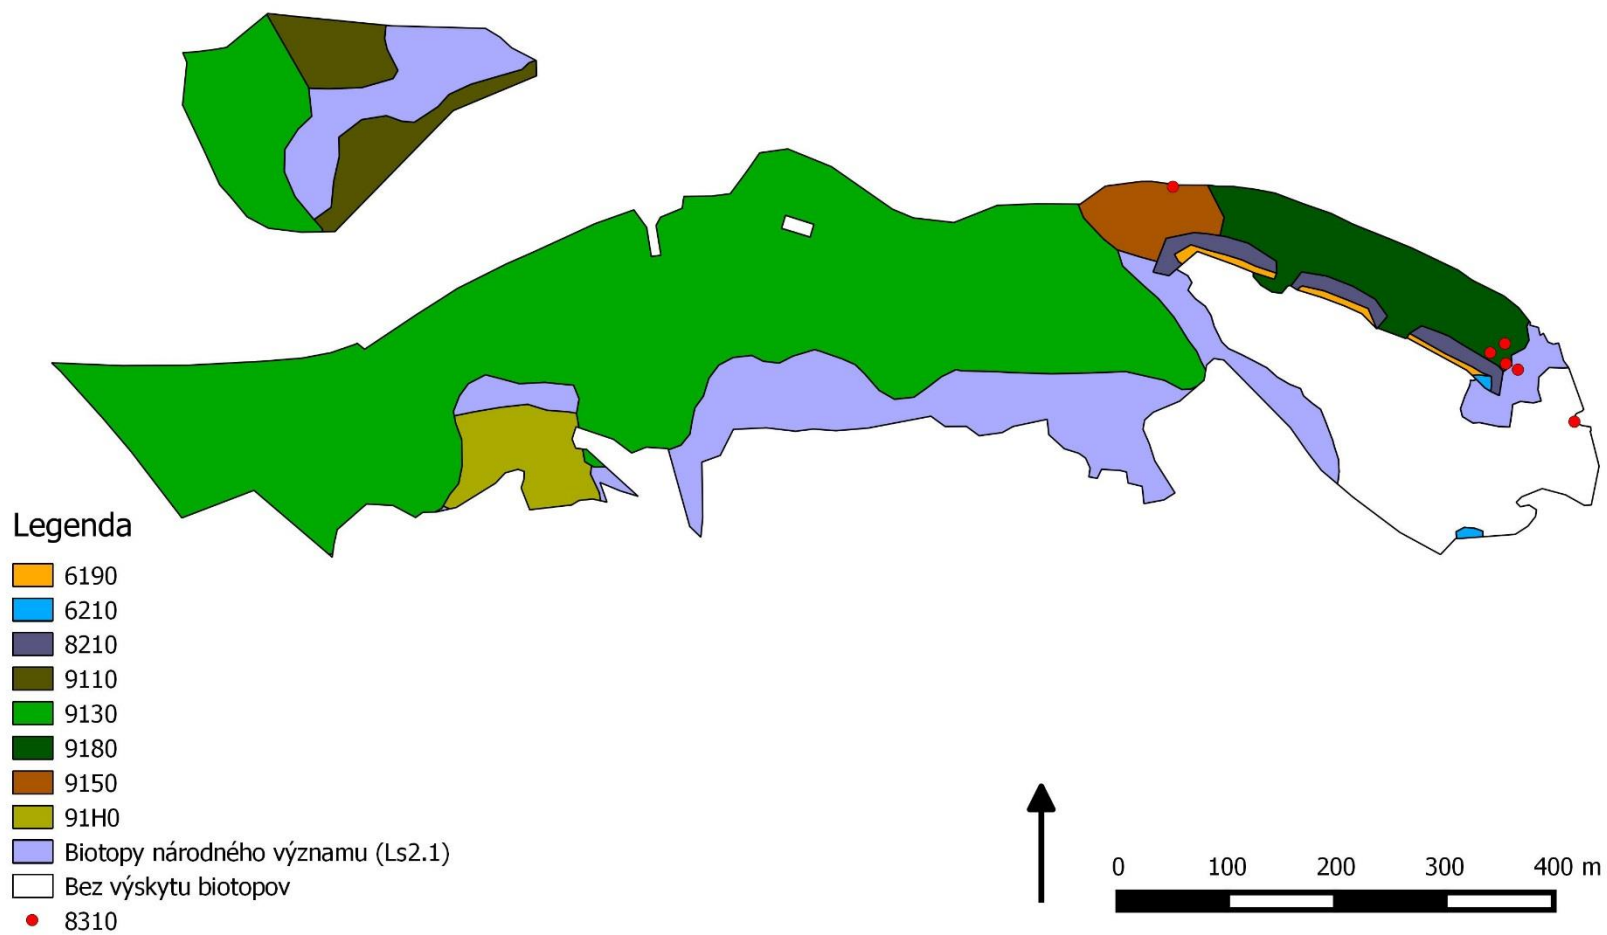 Legenda
6190
6210
8210
9110
9130
9180
9150
91H0
Biotopy národného významu (Ls2.1)
Bez výskytu biotopov
8310
0 100 200 300 400 m